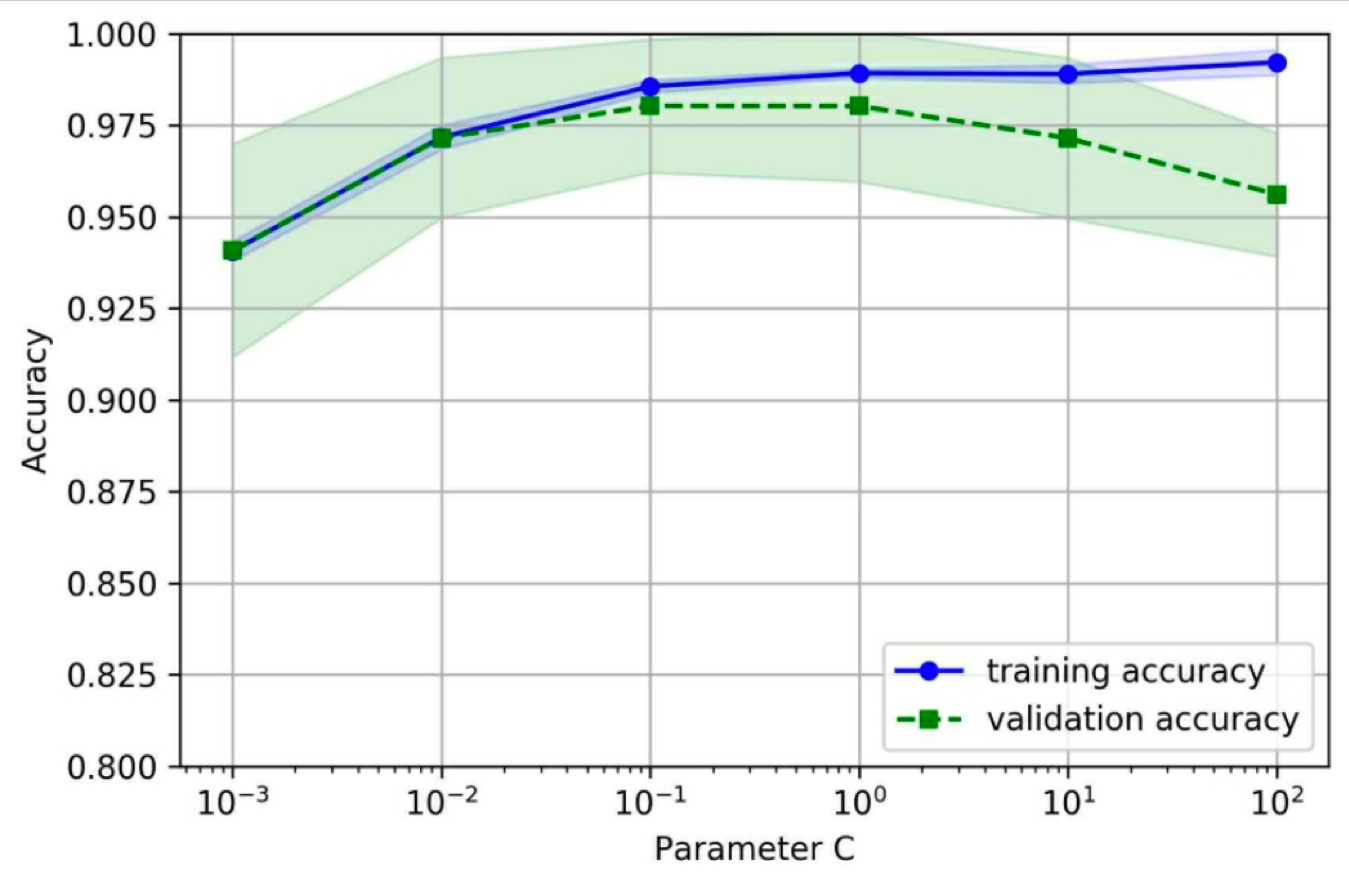 1.000
0.975
0.950
0.925
0.900
0.875
0.850
0.825
0.800
Accuracy
training accuracy
validation accuracy
10⁻³ 10⁻² 10⁻¹ 10⁰ 10¹ 10²
Parameter C